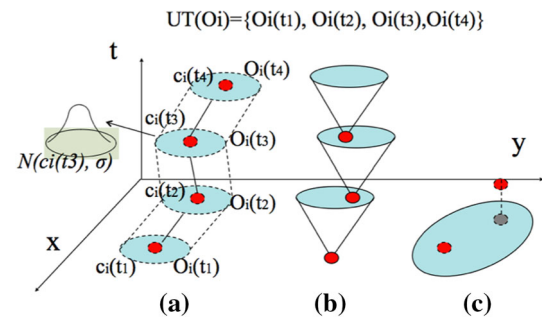 UT(Oi)={Oi(t1), Oi(t2), Oi(t3),Oi(t4)}
t
ci(t4)
Oi(t4)
ci(t3)
Oi(t3)
y
N(ci(t3), σ)
ci(t2)
Oi(t2)
x
ci(t1)
Oi(t1)
(a)
(b)
(c)